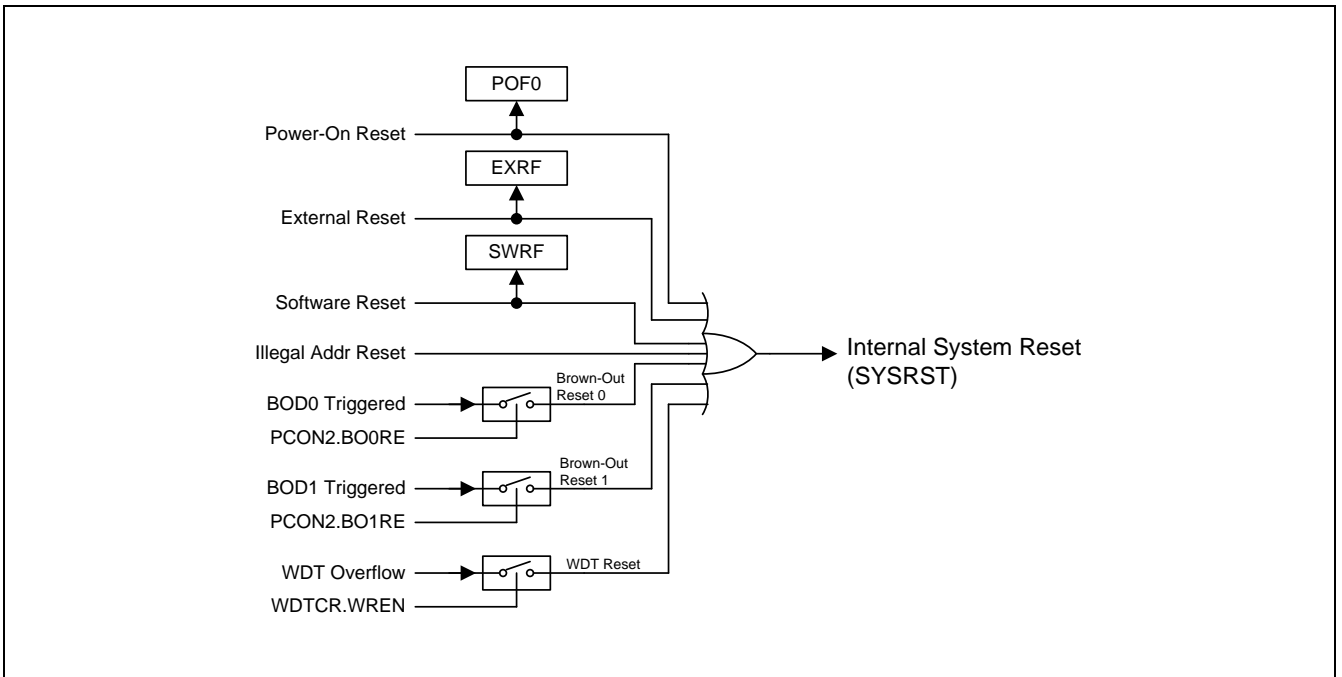 POF0
Power-On Reset
EXRF
External Reset
SWRF
Software Reset
Illegal Addr Reset
Internal System Reset
(SYSRST)
Brown-Out
Reset 0
BOD0 Triggered
PCON2.BO0RE
Brown-Out
Reset 1
BOD1 Triggered
PCON2.BO1RE
WDT Reset
WDT Overflow
WDTCR.WREN